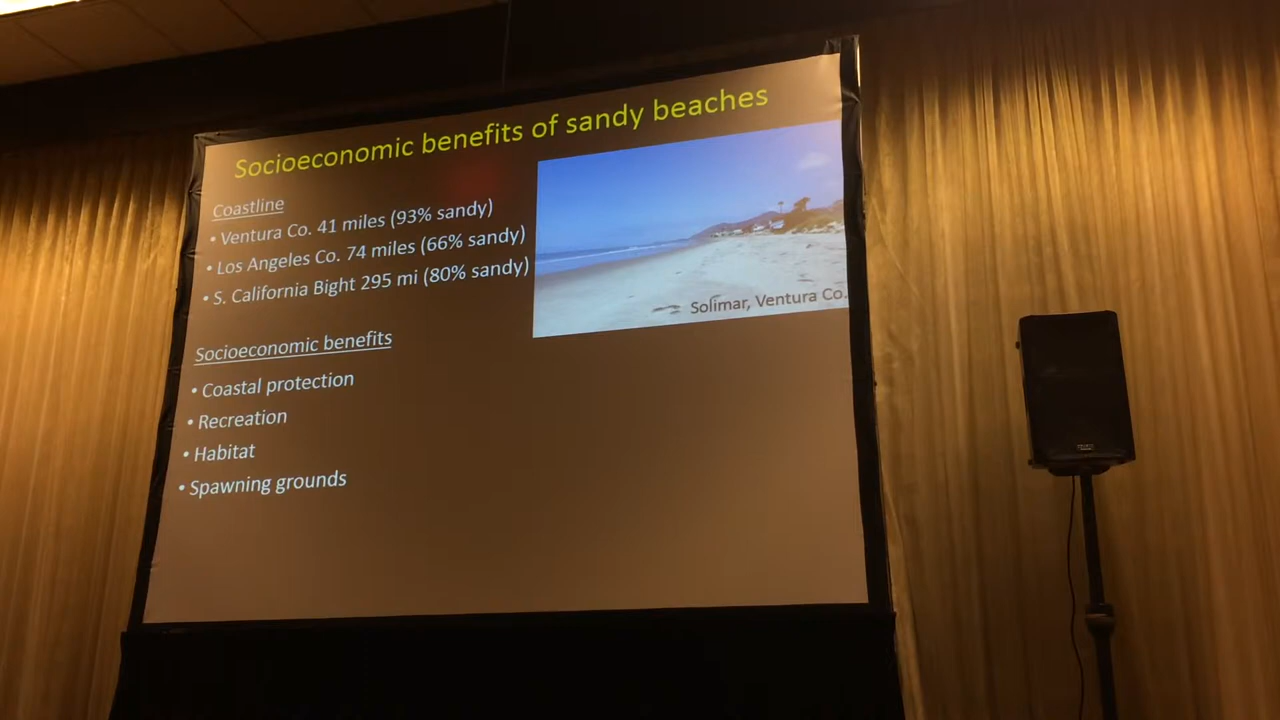 Socioeconomic benefits of sandy beaches
Coastline
• Ventura Co. 41 miles (93% sandy)
• Los Angeles Co. 74 miles (66% sandy)
• S. California Bight 295 mi (80% sandy)
Solimar, Ventura Co.
Socioeconomic benefits
• Coastal protection
• Recreation
• Habitat
• Spawning grounds